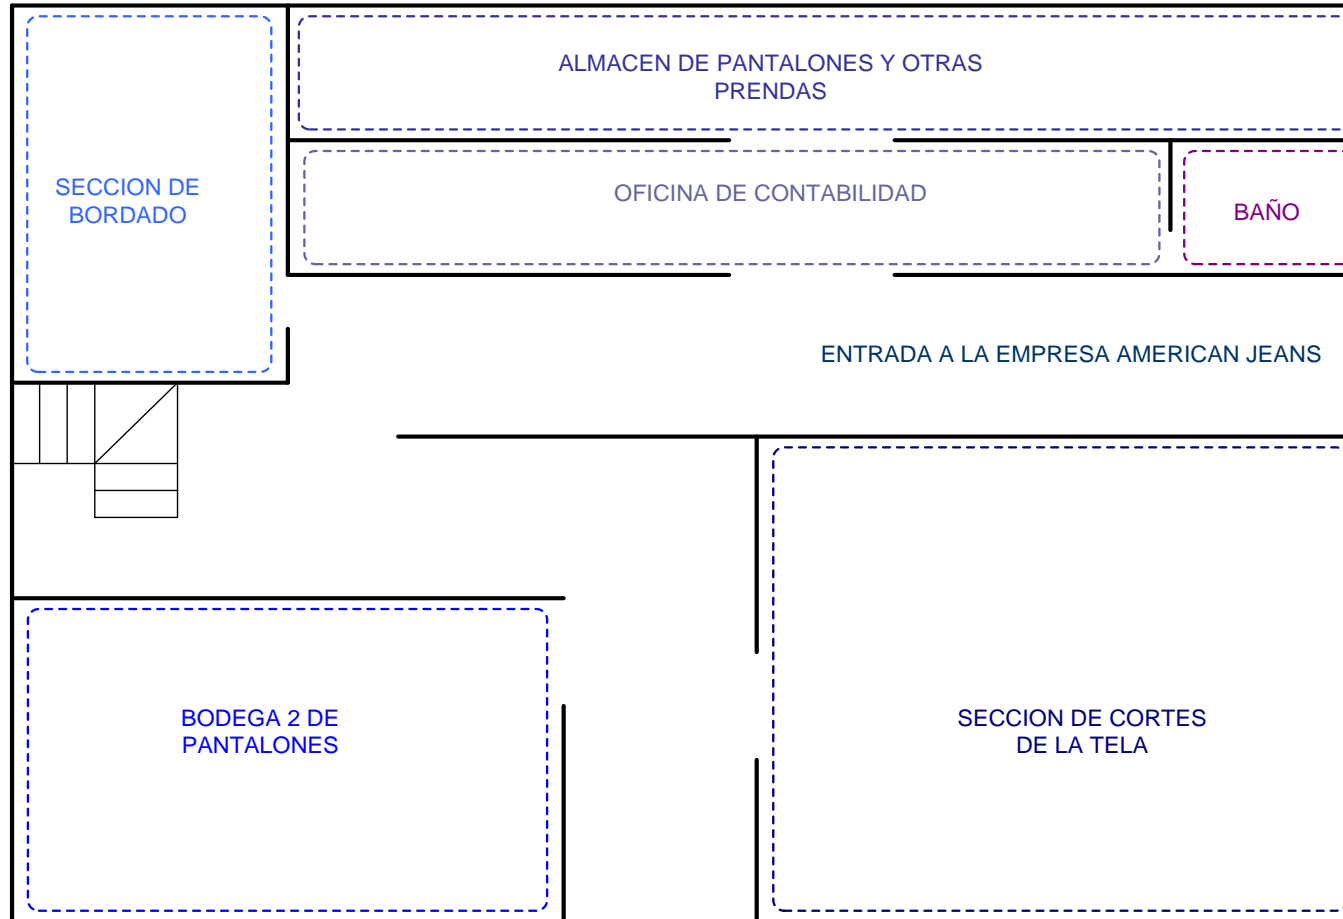 ALMACEN DE PANTALONES Y OTRAS
PRENDAS
SECCION DE
BORDADO
OFICINA DE CONTABILIDAD
BAÑO
ENTRADA A LA EMPRESA AMERICAN JEANS
BODEGA 2 DE
PANTALONES
SECCION DE CORTES
DE LA TELA